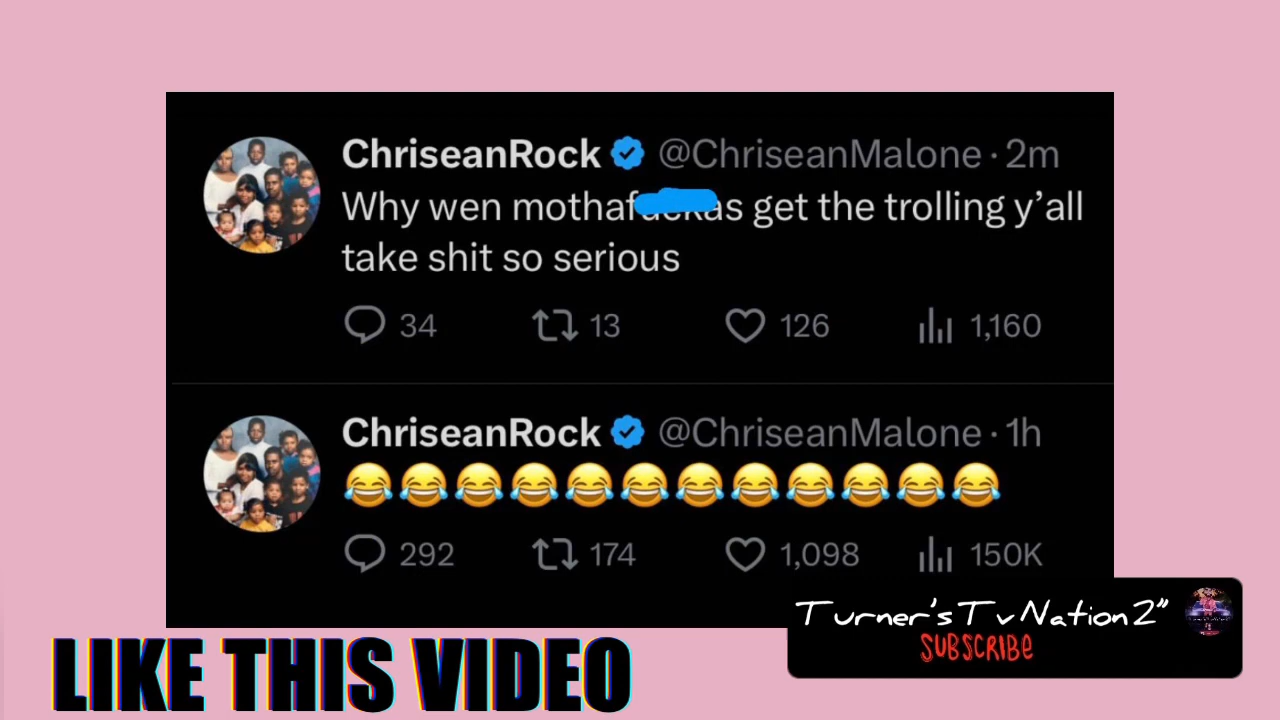 ChriseanRock @ChriseanMalone · 2m
Why wen mothafuckas get the trolling y’all
take shit so serious
34 13 126 1,160
ChriseanRock @ChriseanMalone · 1h
😂😂😂😂😂😂😂😂😂😂😂😂
292 174 1,098 150K
Turner's Tv Nation2"
SUBSCRIBE
LIKE THIS VIDEO